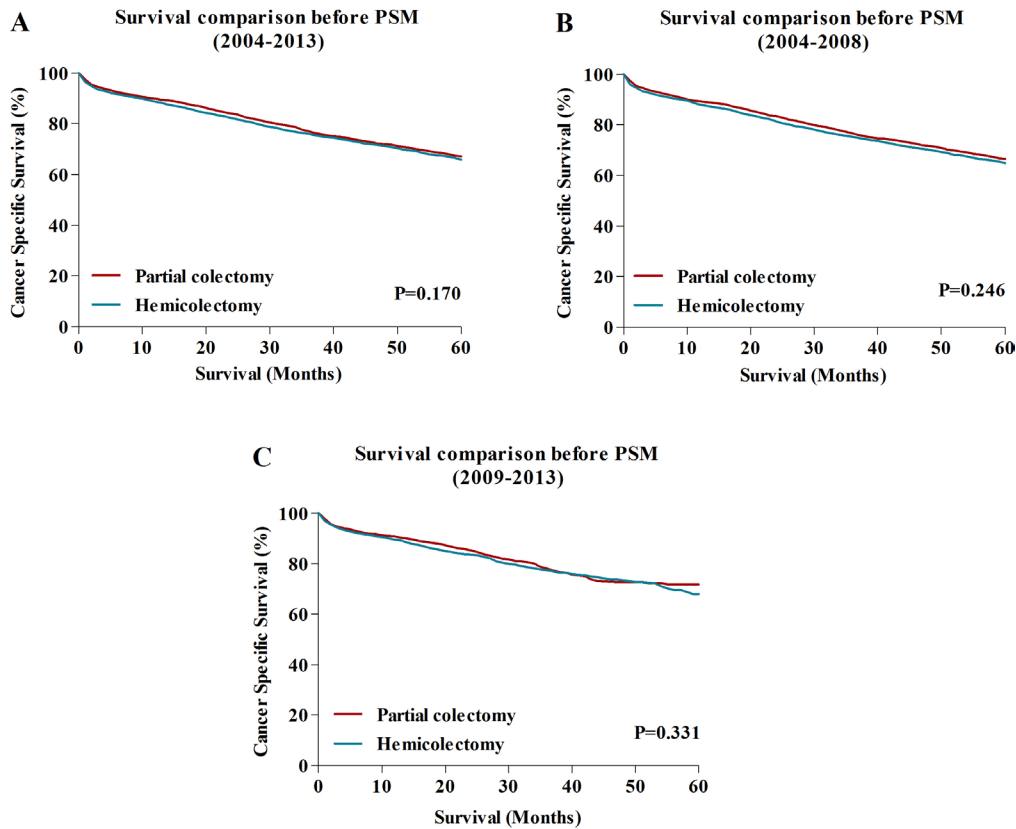 A
Survival comparison before PSM
(2004-2013)
Cancer Specific Survival (%)
100
80
60
40
20
0
Partial colectomy
Hemicolectomy
P=0.170
0 10 20 30 40 50 60
Survival (Months)
B
Survival comparison before PSM
(2004-2008)
Cancer Specific Survival (%)
100
80
60
40
20
0
Partial colectomy
Hemicolectomy
P=0.246
0 10 20 30 40 50 60
Survival (Months)
C
Survival comparison before PSM
(2009-2013)
Cancer Specific Survival (%)
100
80
60
40
20
0
Partial colectomy
Hemicolectomy
P=0.331
0 10 20 30 40 50 60
Survival (Months)